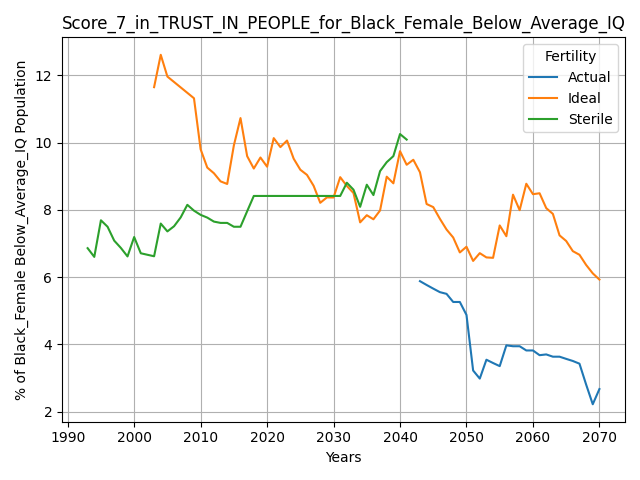 Score_7_in_TRUST_IN_PEOPLE_for_Black_Female_Below_Average_IQ
% of Black_Female Below_Average_IQ Population
12
10
8
6
4
2
Fertility
Actual
Ideal
Sterile
1990
2000
2010
2020
2030
2040
2050
2060
2070
Years